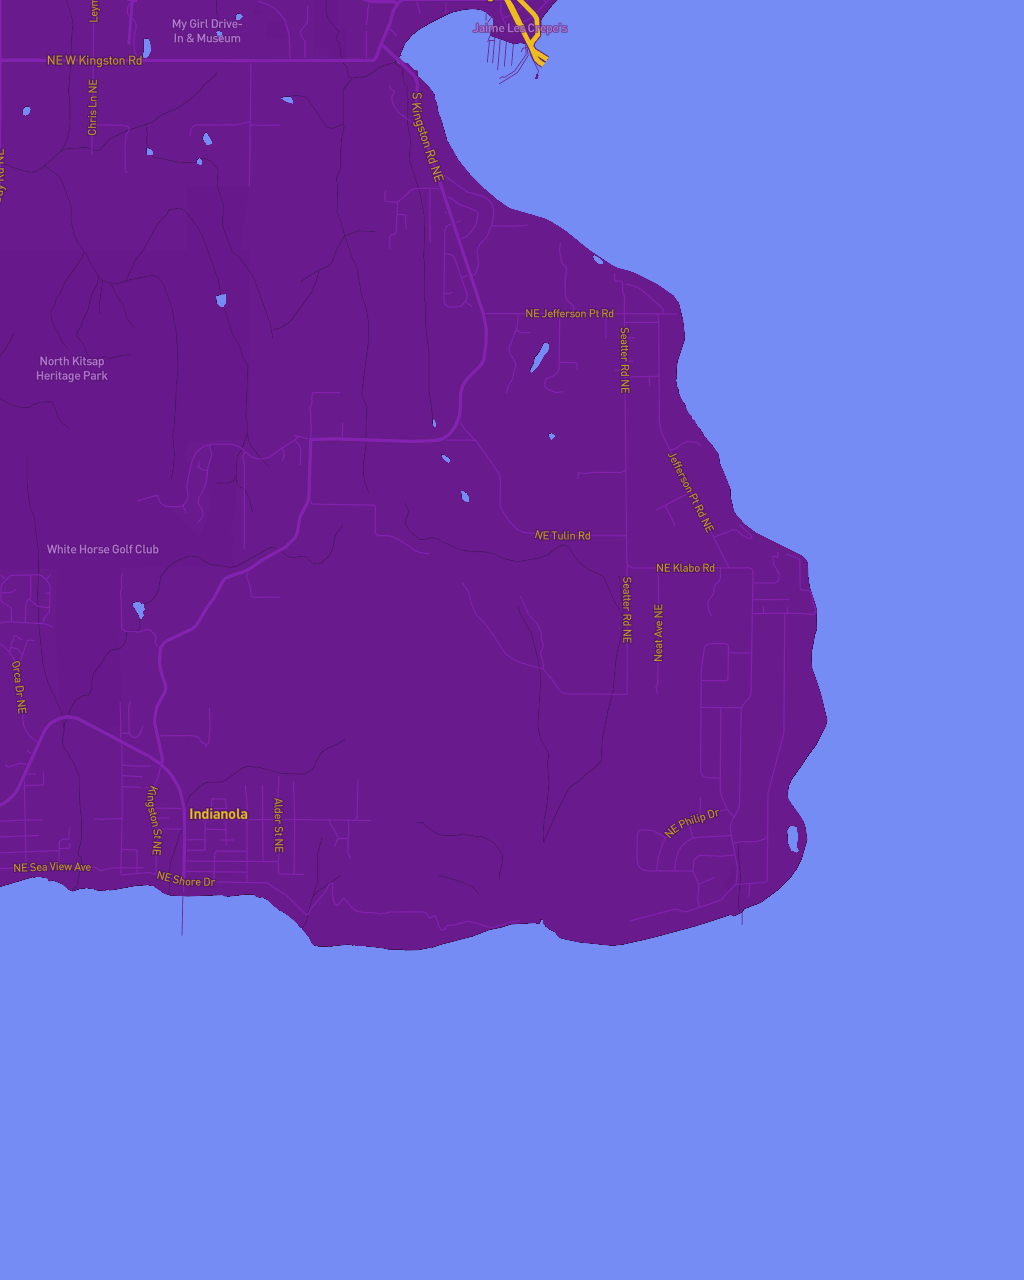 Leyn
My Girl Drive-
In & Museum
Jaime Les Crepe's
NE W Kingston Rd
Chris Ln NE
S Kingston Rd NE
NE Jefferson Pt Rd
Seatter Rd NE
North Kitsap
Heritage Park
Jefferson Pt Rd NE
NE Tulin Rd
White Horse Golf Club
NE Klabo Rd
Seatter Rd NE
Neat Ave NE
Orca Dr NE
Kingston St NE
Indianola
Alder St NE
NE Philip Dr
NE Sea View Ave
NE Shore Dr